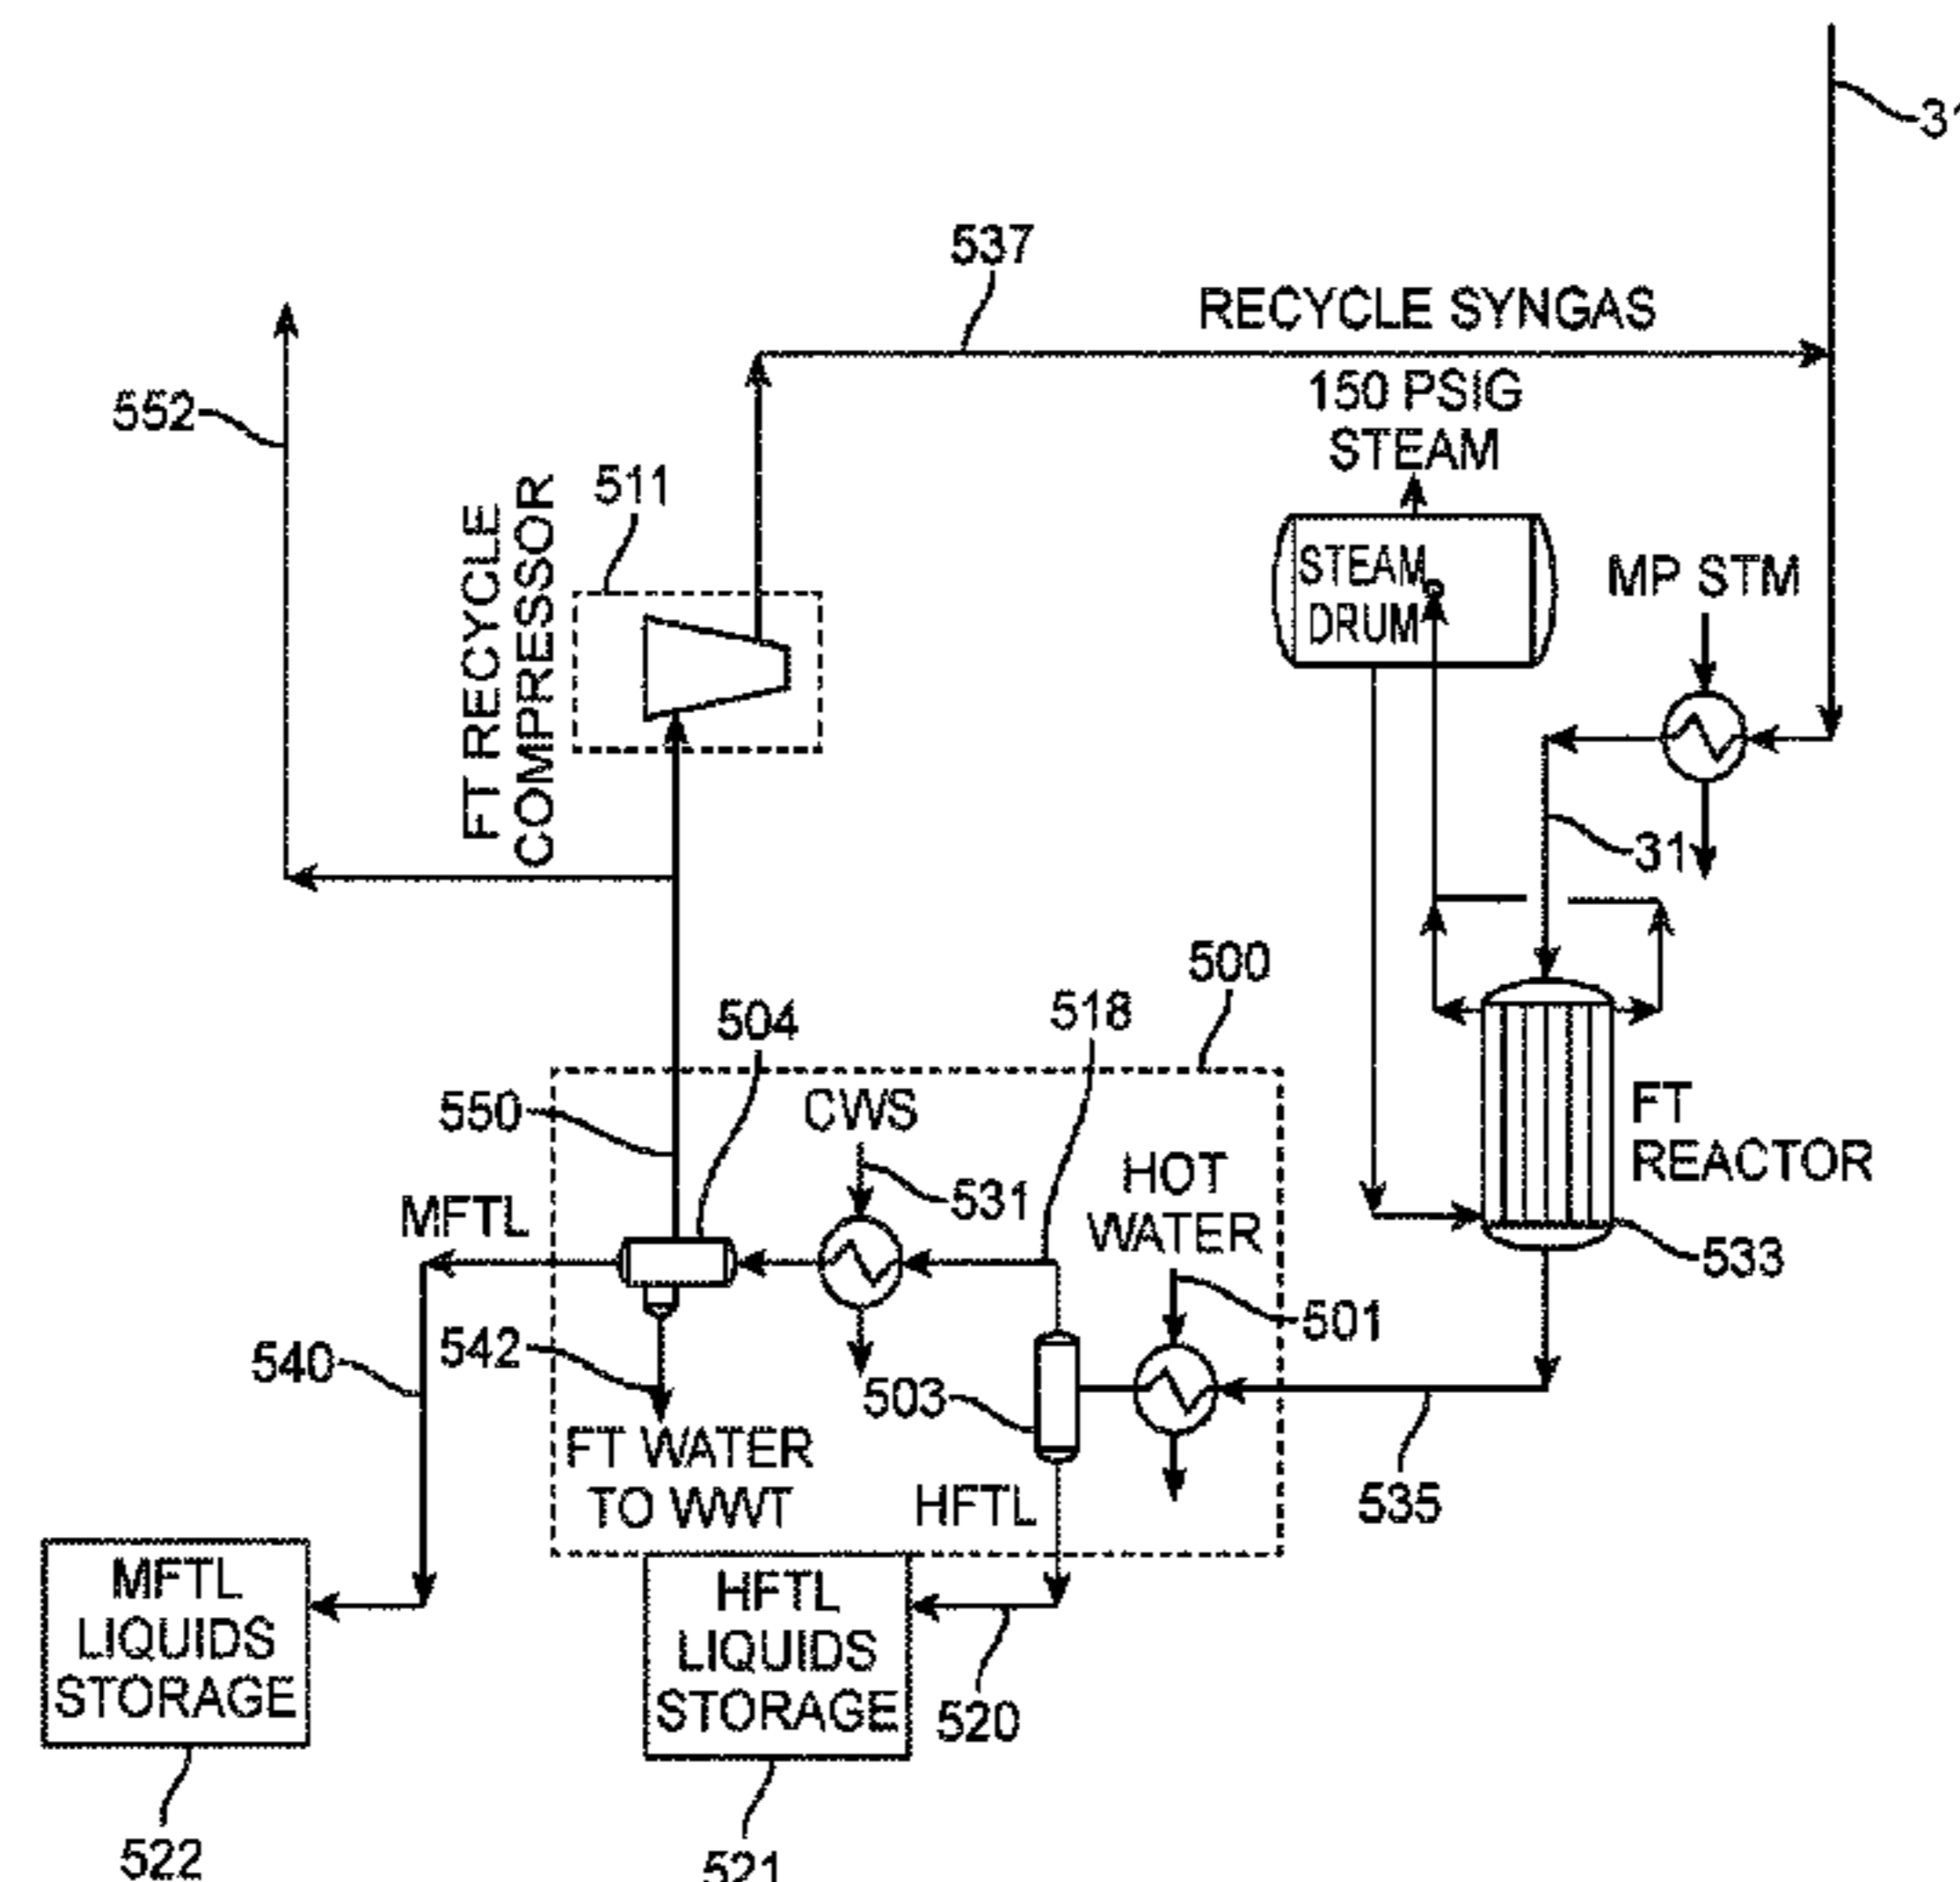 31
537
RECYCLE SYNGAS
150 PSIG
STEAM
552
511
FT RECYCLE
COMPRESSOR
STEAM
DRUM
MP STM
31
500
504
518
550
CWS
531
HOT
WATER
FT
REACTOR
MFTL
533
501
540
542
503
FT WATER
TO WWT
HFTL
535
MFTL
LIQUIDS
STORAGE
HFTL
LIQUIDS
STORAGE
520
522
521